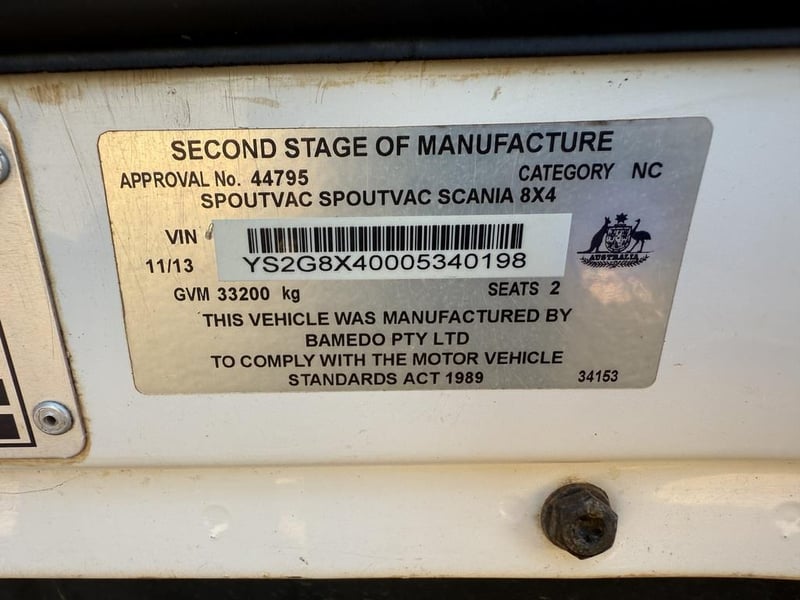 SECOND STAGE OF MANUFACTURE
APPROVAL No. 44795 CATEGORY NC
SPOUTVAC SPOUTVAC SCANIA 8X4
VIN
11/13 YS2G8X40005340198
AUSTRALIA
GVM 33200 kg SEATS 2
THIS VEHICLE WAS MANUFACTURED BY
BAMEDO PTY LTD
TO COMPLY WITH THE MOTOR VEHICLE
STANDARDS ACT 1989 34153